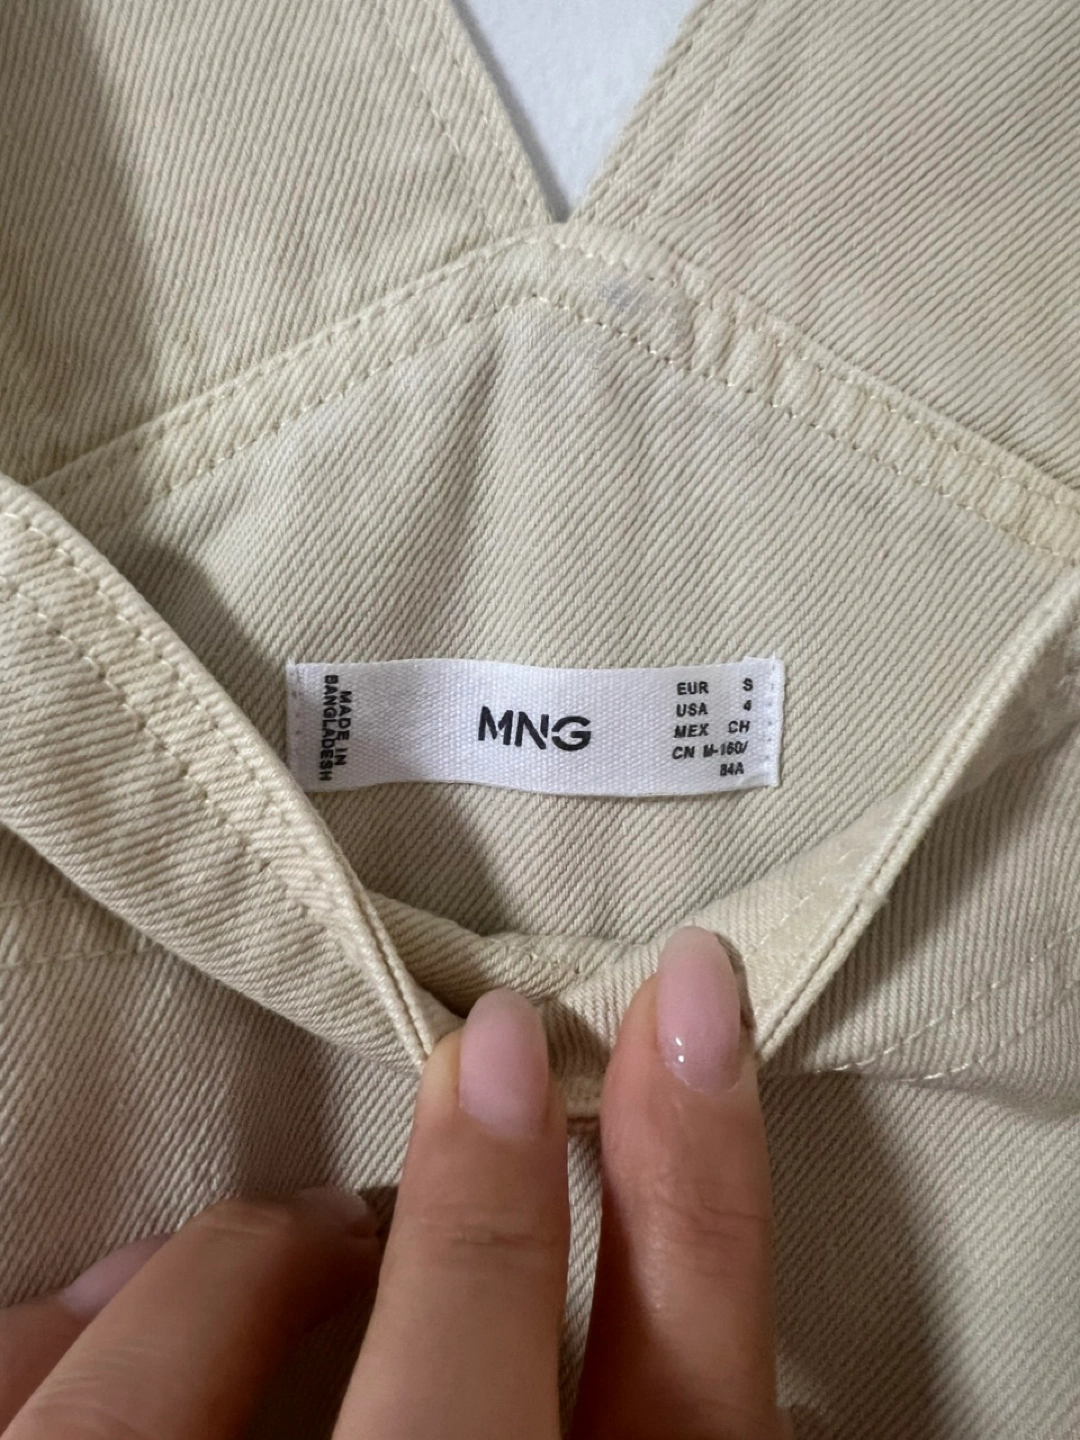 MADE IN
BANGLADESH
MNG
EUR S
USA 4
MEX CH
CN M-160/
84A